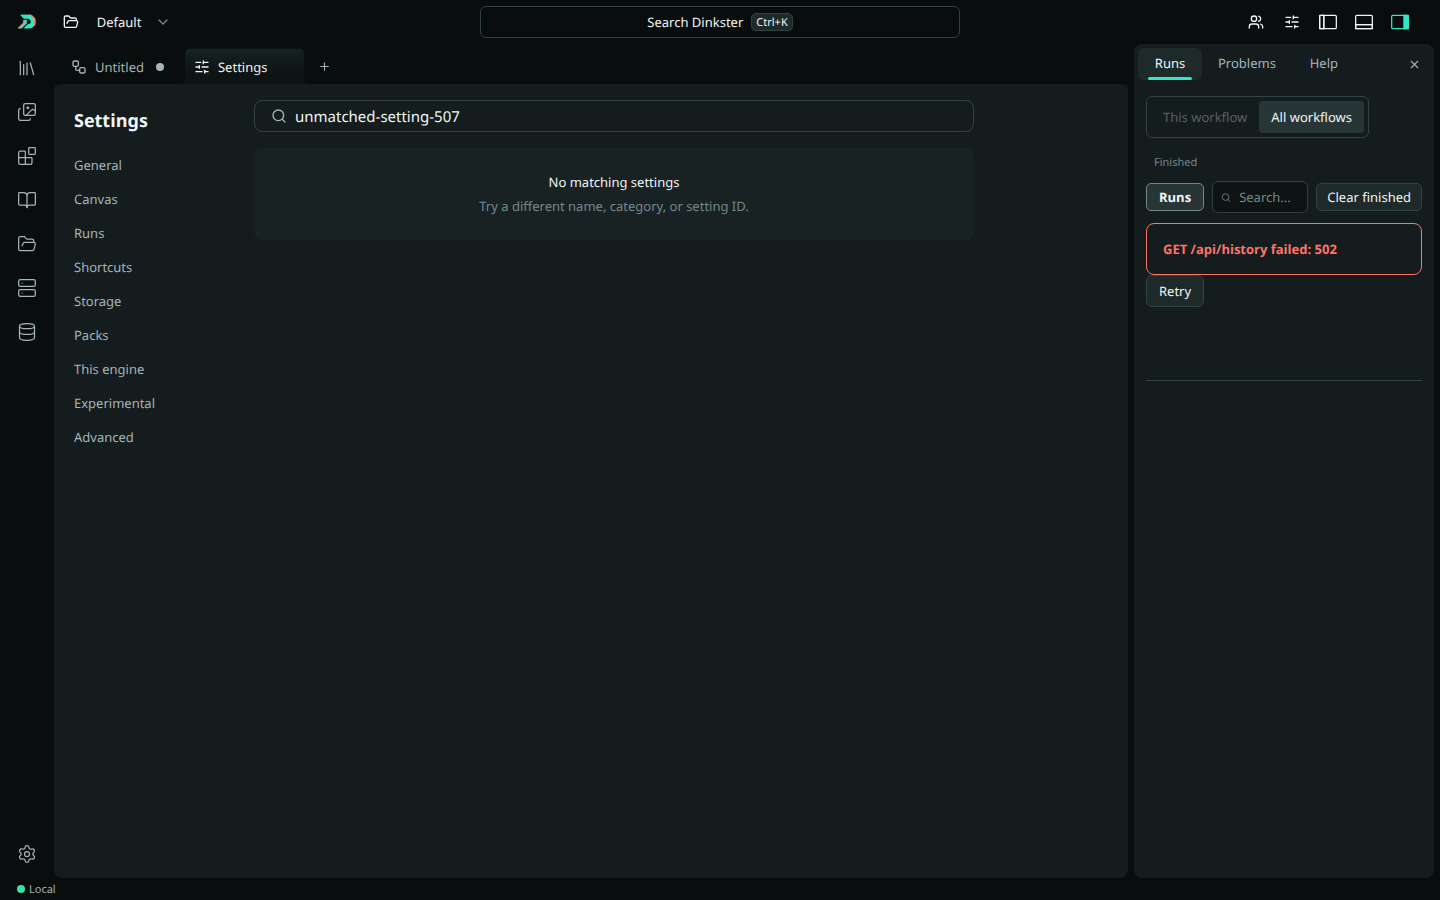 Default
Search Dinkster Ctrl+K
Untitled
Settings
Settings
General
Canvas
Runs
Shortcuts
Storage
Packs
This engine
Experimental
Advanced
unmatched-setting-507
No matching settings
Try a different name, category, or setting ID.
Runs Problems Help
This workflow All workflows
Finished
Runs Search... Clear finished
GET /api/history failed: 502
Retry
Local